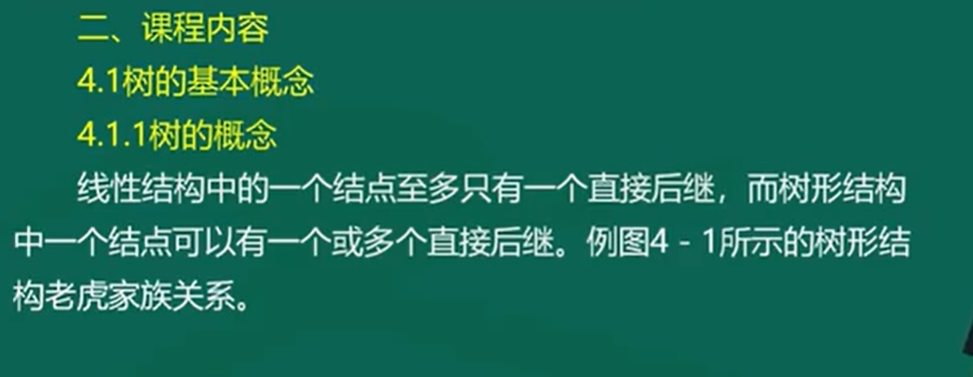 二、课程内容
4.1树的基本概念
4.1.1树的概念
线性结构中的一个结点至多只有一个直接后继，而树形结构
中一个结点可以有一个或多个直接后继。例图4－1所示的树形结
构老虎家族关系。